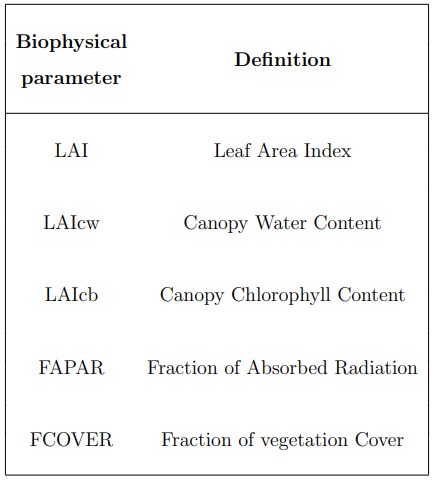 Biophysical
parameter
Definition
LAI Leaf Area Index
LAIcw Canopy Water Content
LAIcb Canopy Chlorophyll Content
FAPAR Fraction of Absorbed Radiation
FCOVER Fraction of vegetation Cover